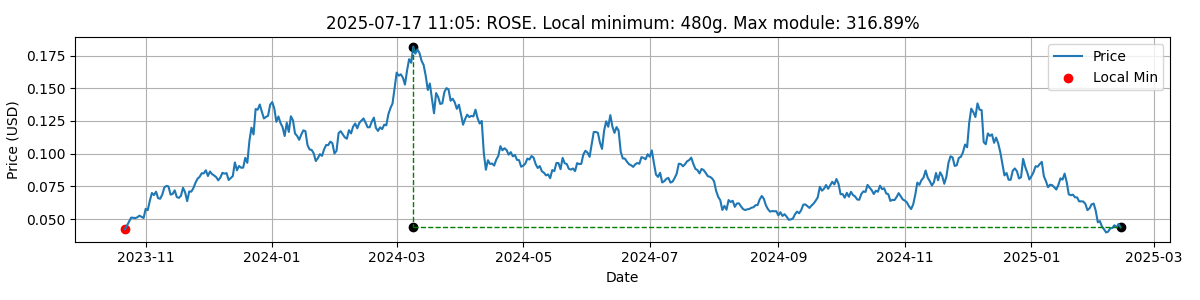 2025-07-17 11:05: ROSE. Local minimum: 480g. Max module: 316.89%
Price (USD)
0.175
0.150
0.125
0.100
0.075
0.050
Price
Local Min
2023-11 2024-01 2024-03 2024-05 2024-07 2024-09 2024-11 2025-01 2025-03
Date